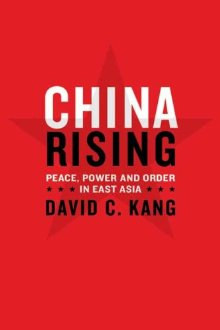 CHINA
RISING
PEACE, POWER AND ORDER
IN EAST ASIA
DAVID C. KANG